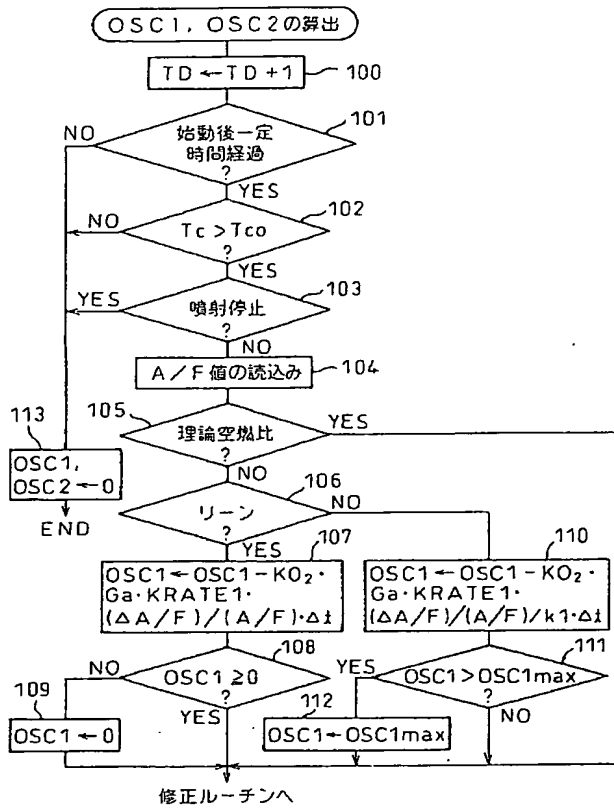 OSC1, OSC2の算出
TD←TD+1
100
始動後一定
時間経過
?
101
NO
YES
Tc>Tco
?
102
NO
YES
噴射停止
?
103
YES
NO
A/F値の読込み
104
105
理論空燃比
?
YES
NO
113
OSC1,
OSC2←0
END
リーン
?
106
NO
YES
107
OSC1←OSC1-KO₂・
Ga・KRATE1・
(ΔA/F)/(A/F)・Δt
110
OSC1←OSC1-KO₂・
Ga・KRATE1・
(ΔA/F)/(A/F)/k1・Δt
108
OSC1≧0
?
NO
YES
109
OSC1←0
111
OSC1>OSC1max
?
YES
NO
112
OSC1←OSC1max
修正ルーチンへ